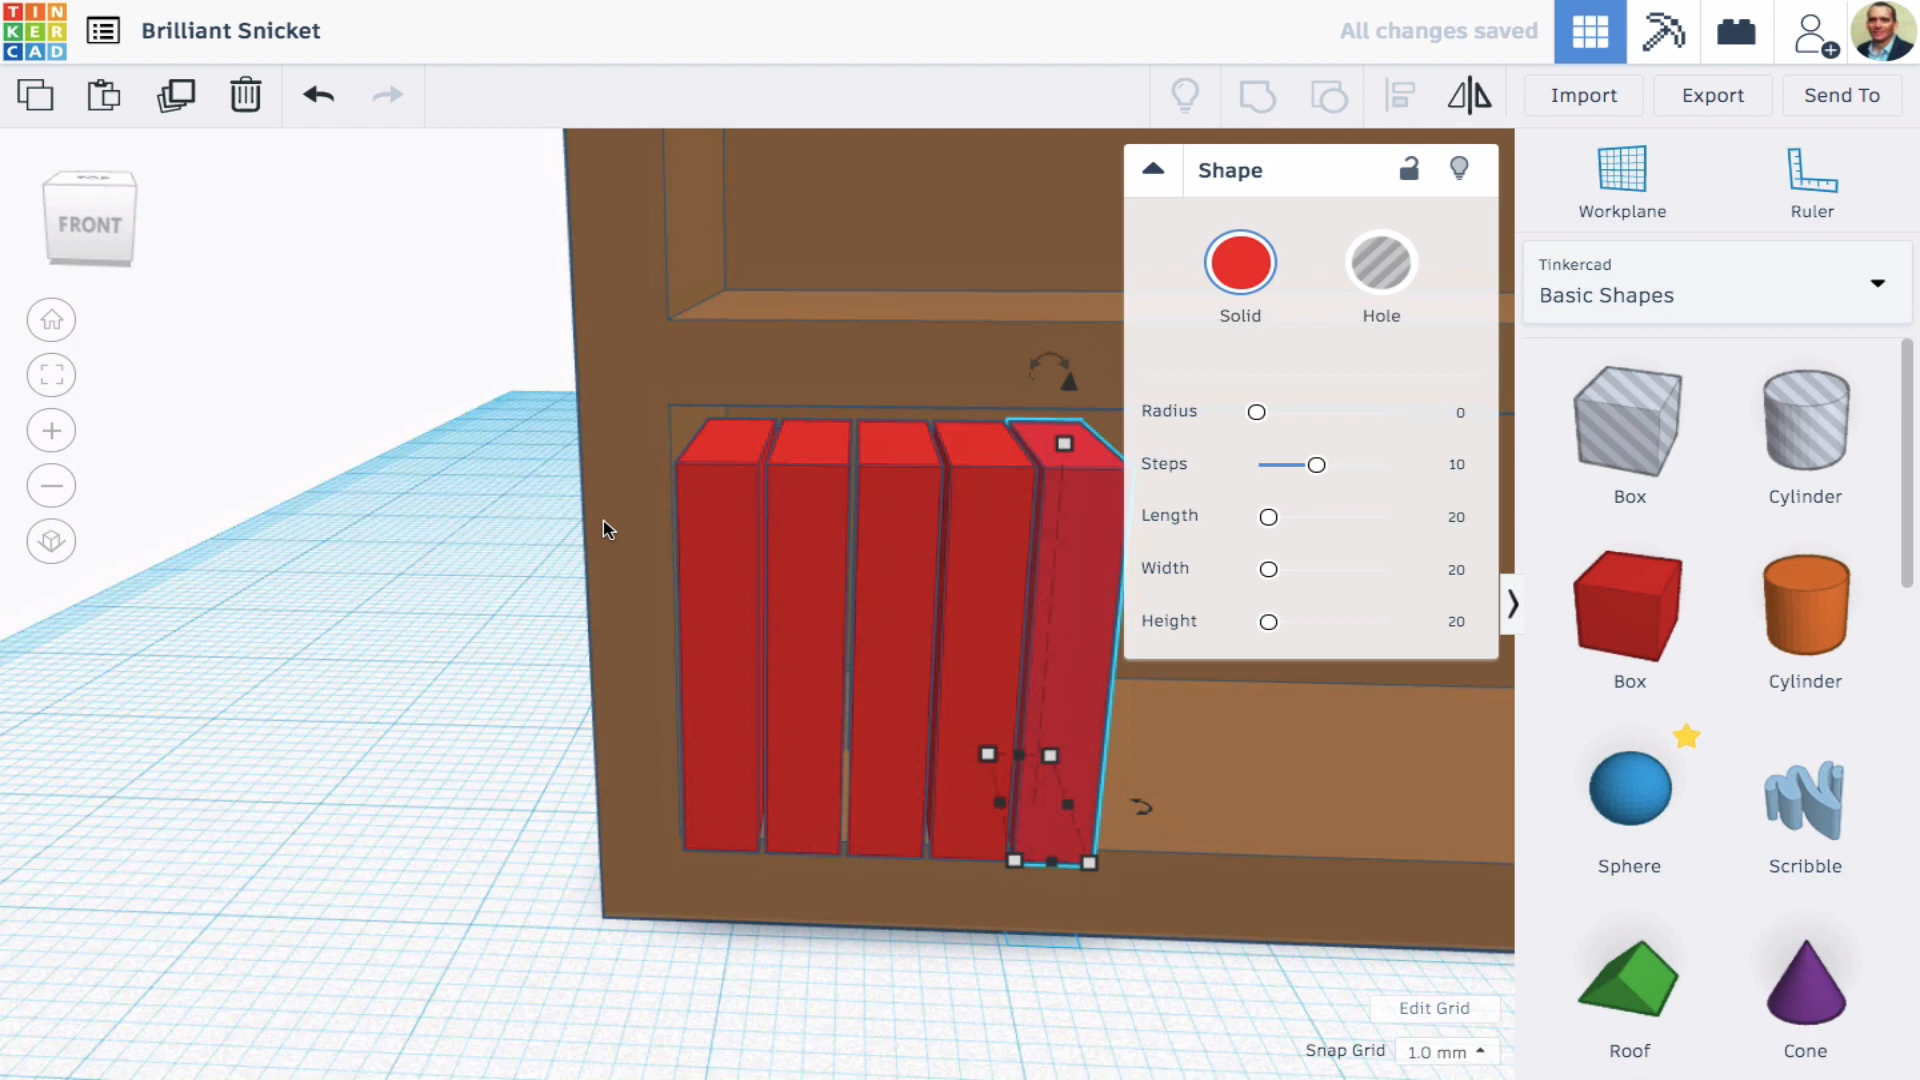 TIN
KER
CAD
Brilliant Snicket
All changes saved
Import
Export
Send To
TOP
FRONT
Shape
Solid
Hole
Radius 0
Steps 10
Length 20
Width 20
Height 20
Workplane
Ruler
Tinkercad
Basic Shapes
Box
Cylinder
Box
Cylinder
Sphere
Scribble
Roof
Cone
Edit Grid
Snap Grid 1.0 mm